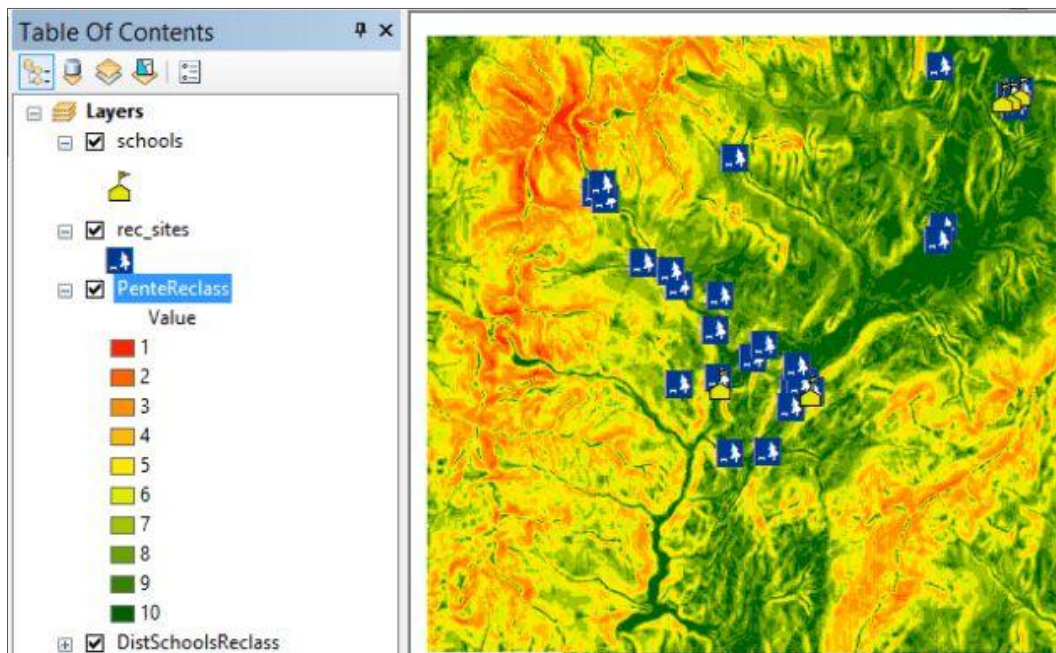 Table Of Contents
Layers
schools
rec_sites
PenteReclass
Value
1
2
3
4
5
6
7
8
9
10
DistSchoolsReclass